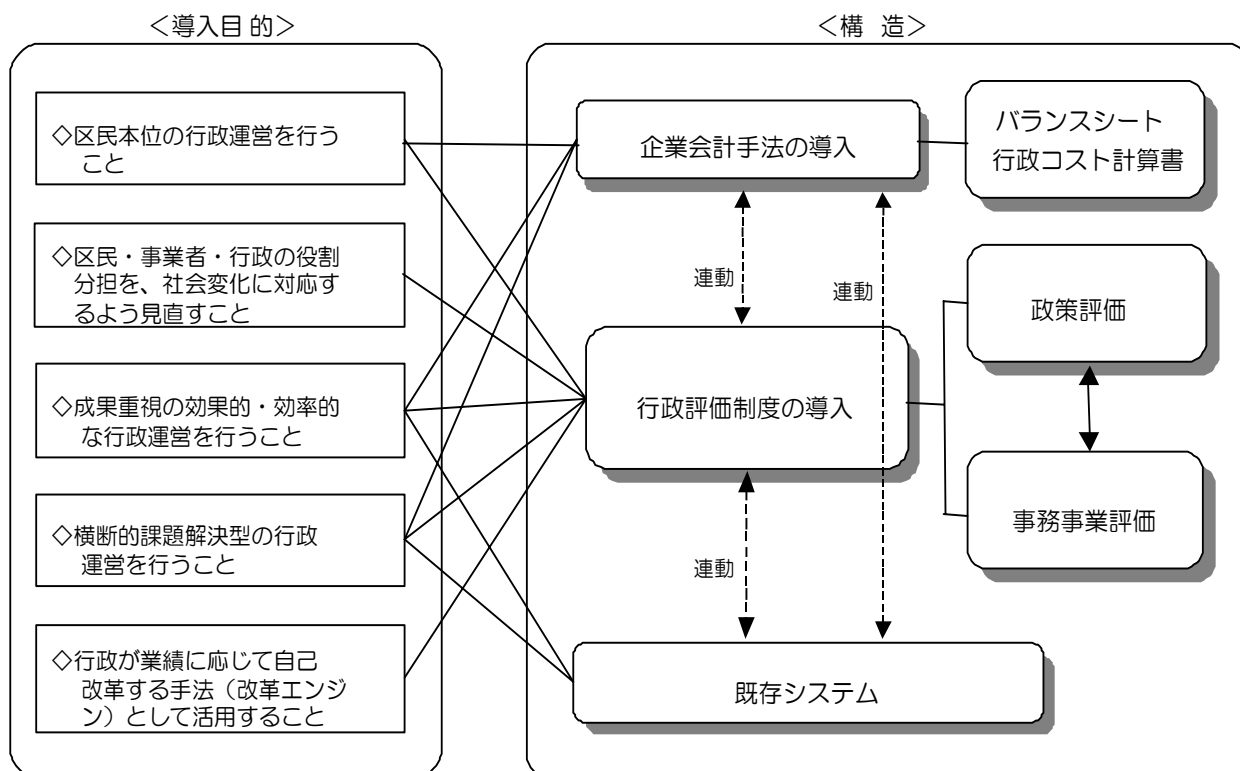 ＜導入目的＞
◇区民本位の行政運営を行う
こと
◇区民・事業者・行政の役割
分担を、社会変化に対応す
るよう見直すこと
◇成果重視の効果的・効率的
な行政運営を行うこと
◇横断的課題解決型の行政
運営を行うこと
◇行政が業績に応じて自己
改革する手法（改革エンジ
ン）として活用すること
＜構 造＞
企業会計手法の導入
バランスシート
行政コスト計算書
連動
連動
行政評価制度の導入
政策評価
事務事業評価
連動
既存システム